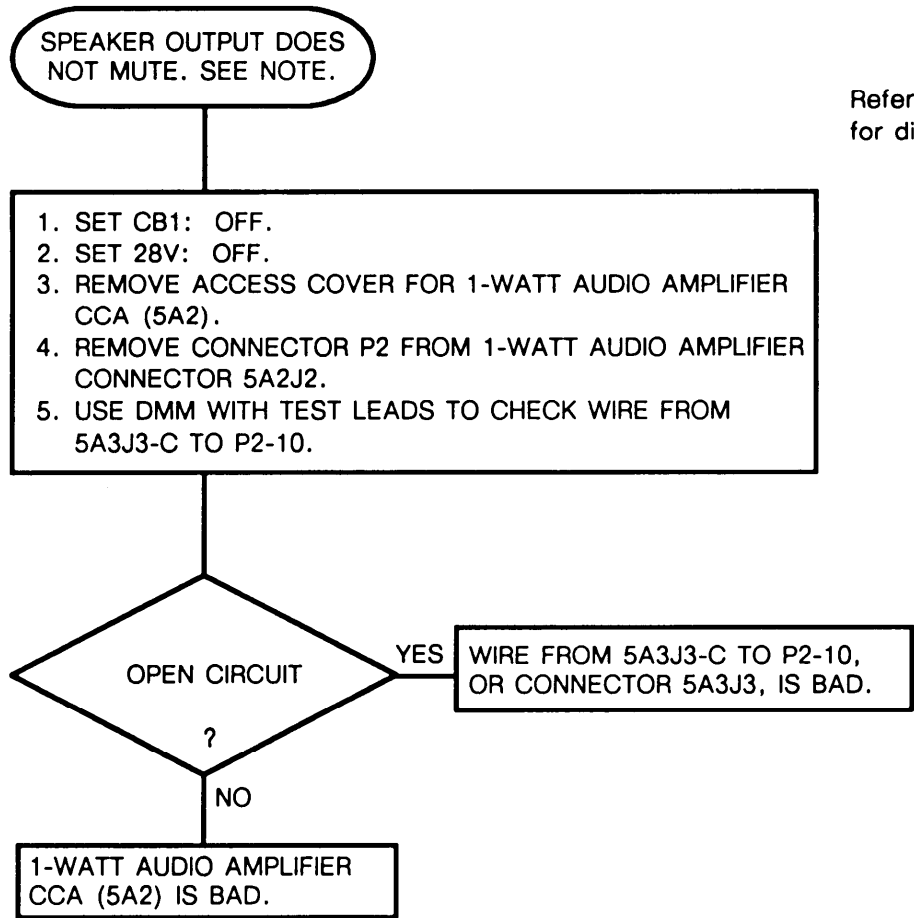 SPEAKER OUTPUT DOES
NOT MUTE. SEE NOTE.
Refer
for di
1. SET CB1: OFF.
2. SET 28V: OFF.
3. REMOVE ACCESS COVER FOR 1-WATT AUDIO AMPLIFIER
CCA (5A2).
4. REMOVE CONNECTOR P2 FROM 1-WATT AUDIO AMPLIFIER
CONNECTOR 5A2J2.
5. USE DMM WITH TEST LEADS TO CHECK WIRE FROM
5A3J3-C TO P2-10.
OPEN CIRCUIT
?
YES
WIRE FROM 5A3J3-C TO P2-10,
OR CONNECTOR 5A3J3, IS BAD.
NO
1-WATT AUDIO AMPLIFIER
CCA (5A2) IS BAD.